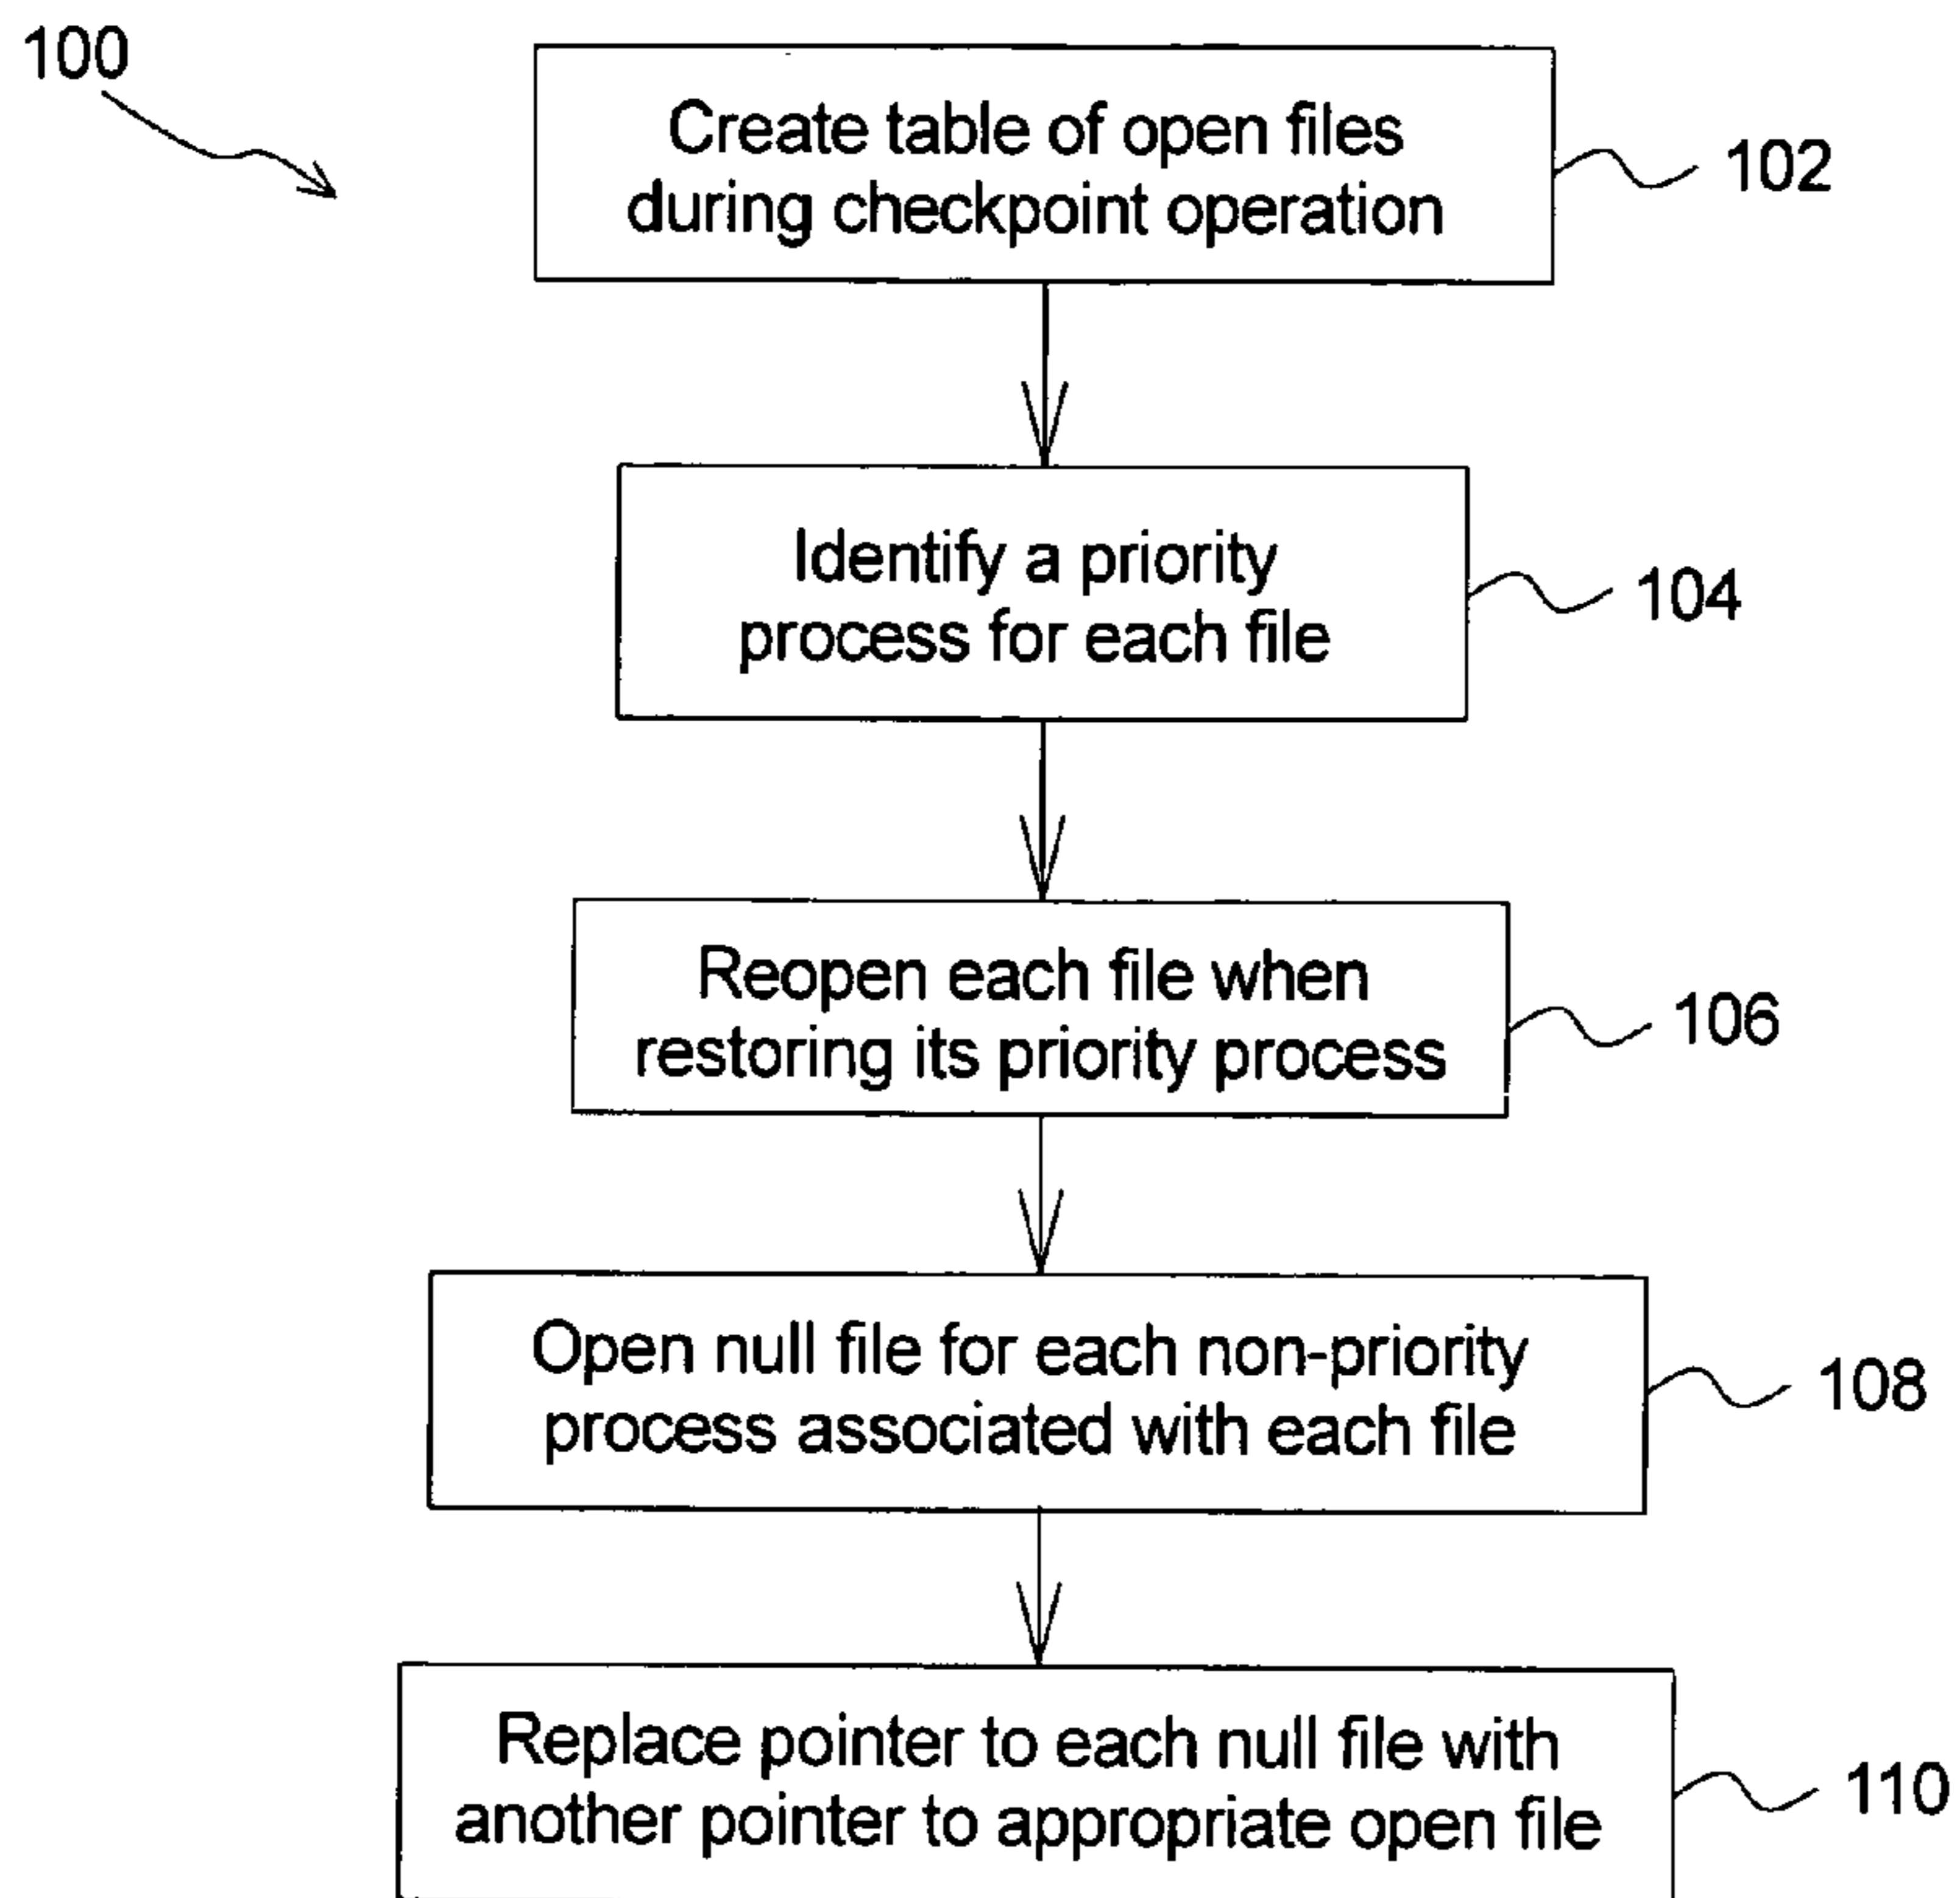 100
Create table of open files
during checkpoint operation
102
Identify a priority
process for each file
104
Reopen each file when
restoring its priority process
106
Open null file for each non-priority
process associated with each file
108
Replace pointer to each null file with
another pointer to appropriate open file
110